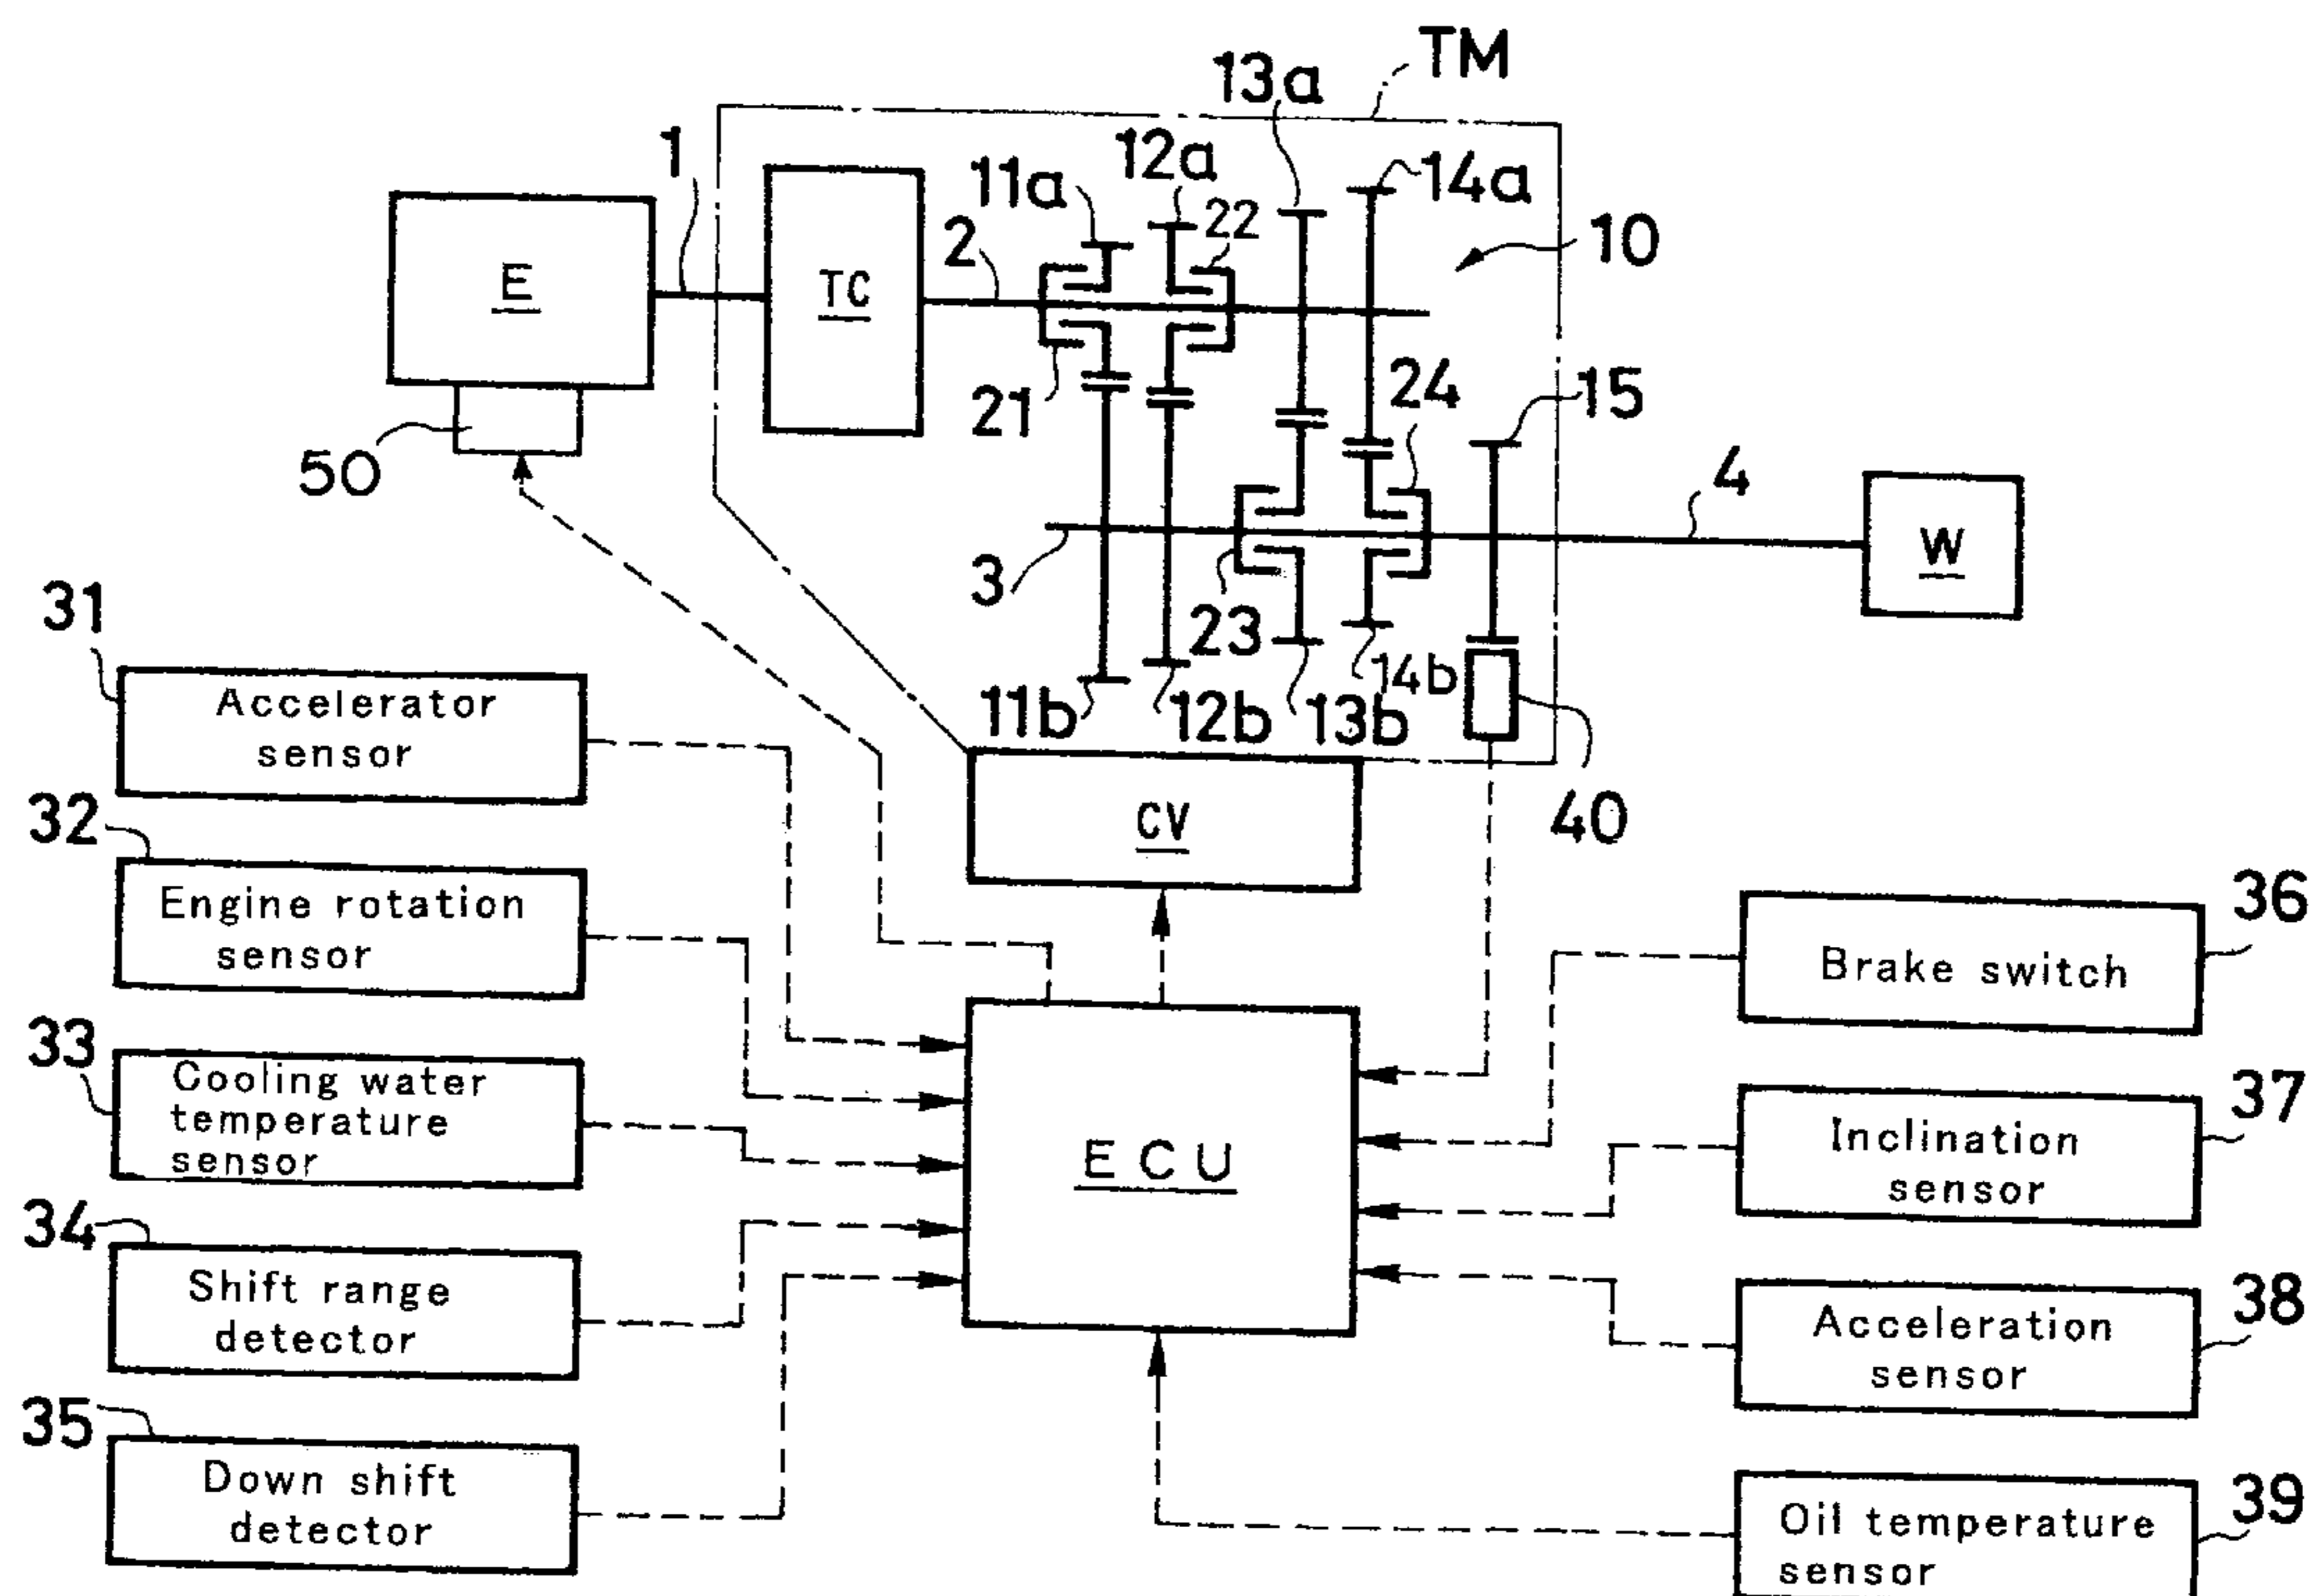 TM
13a
1
12a
11a
22
14a
10
2
E
TC
24
15
21
50
4
3
W
23
31
14b
Accelerator
sensor
11b
12b
13b
32
CV
40
Engine rotation
sensor
36
Brake switch
33
Cooling water
temperature
sensor
37
ECU
Inclination
sensor
34
Shift range
detector
38
Acceleration
sensor
35
Down shift
detector
39
Oil temperature
sensor